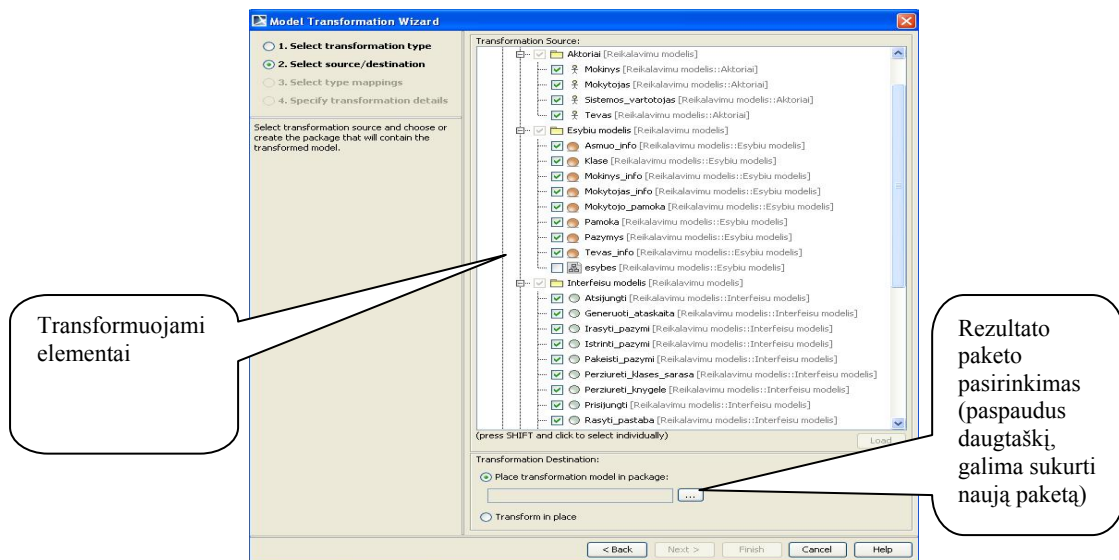 Model Transformation Wizard
1. Select transformation type
2. Select source/destination
3. Select type mappings
4. Specify transformation details
Select transformation source and choose or
create the package that will contain the
transformed model.
Transformation Source:
Aktoriai [Reikalavimu modelis]
Mokinys [Reikalavimu modelis::Aktoriai]
Mokytojas [Reikalavimu modelis::Aktoriai]
Sistemos_vartotojas [Reikalavimu modelis::Aktoriai]
Tevas [Reikalavimu modelis::Aktoriai]
Esybiu modelis [Reikalavimu modelis]
Asmuo_info [Reikalavimu modelis::Esybiu modelis]
Klase [Reikalavimu modelis::Esybiu modelis]
Mokinys_info [Reikalavimu modelis::Esybiu modelis]
Mokytojas_info [Reikalavimu modelis::Esybiu modelis]
Mokytojo_pamoka [Reikalavimu modelis::Esybiu modelis]
Pamoka [Reikalavimu modelis::Esybiu modelis]
Pazymys [Reikalavimu modelis::Esybiu modelis]
Tevas_info [Reikalavimu modelis::Esybiu modelis]
esybes [Reikalavimu modelis::Esybiu modelis]
Interfeisu modelis [Reikalavimu modelis]
Atsijungti [Reikalavimu modelis::Interfeisu modelis]
Generuoti_ataskaita [Reikalavimu modelis::Interfeisu modelis]
Irasyti_pazymi [Reikalavimu modelis::Interfeisu modelis]
Istrinti_pazymi [Reikalavimu modelis::Interfeisu modelis]
Pakeisti_pazymi [Reikalavimu modelis::Interfeisu modelis]
Perziureti_klases_sarasa [Reikalavimu modelis::Interfeisu modelis]
Perziureti_knygele [Reikalavimu modelis::Interfeisu modelis]
Prisijungti [Reikalavimu modelis::Interfeisu modelis]
Rasyti_pastaba [Reikalavimu modelis::Interfeisu modelis]
(press SHIFT and click to select individually)
Load
Transformation Destination:
Place transformation model in package:
...
Transform in place
< Back
Next >
Finish
Cancel
Help
Transformuojami
elementai
Rezultato
paketo
pasirinkimas
(paspaudus
daugtaškį,
galima sukurti
naują paketą)